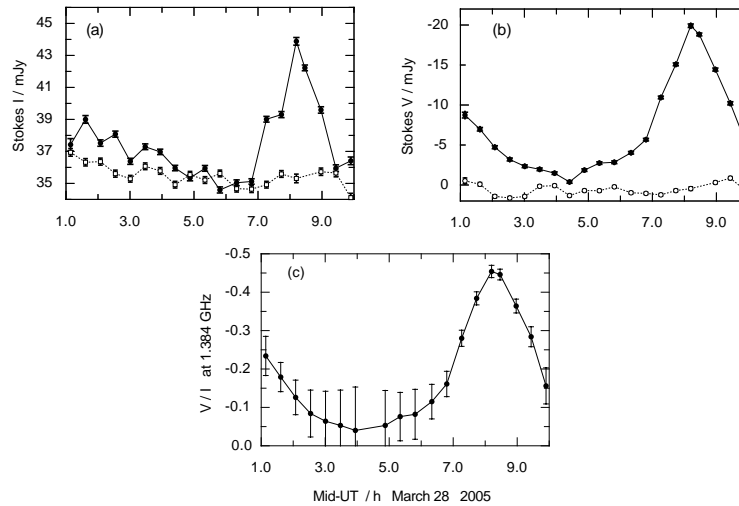 (a)
Stokes I / mJy
45
43
41
39
37
35
1.0 3.0 5.0 7.0 9.0
(b)
Stokes V / mJy
-20
-15
-10
-5
0
1.0 3.0 5.0 7.0 9.0
(c)
V / I at 1.384 GHz
-0.5
-0.4
-0.3
-0.2
-0.1
0.0
1.0 3.0 5.0 7.0 9.0
Mid-UT / h March 28 2005